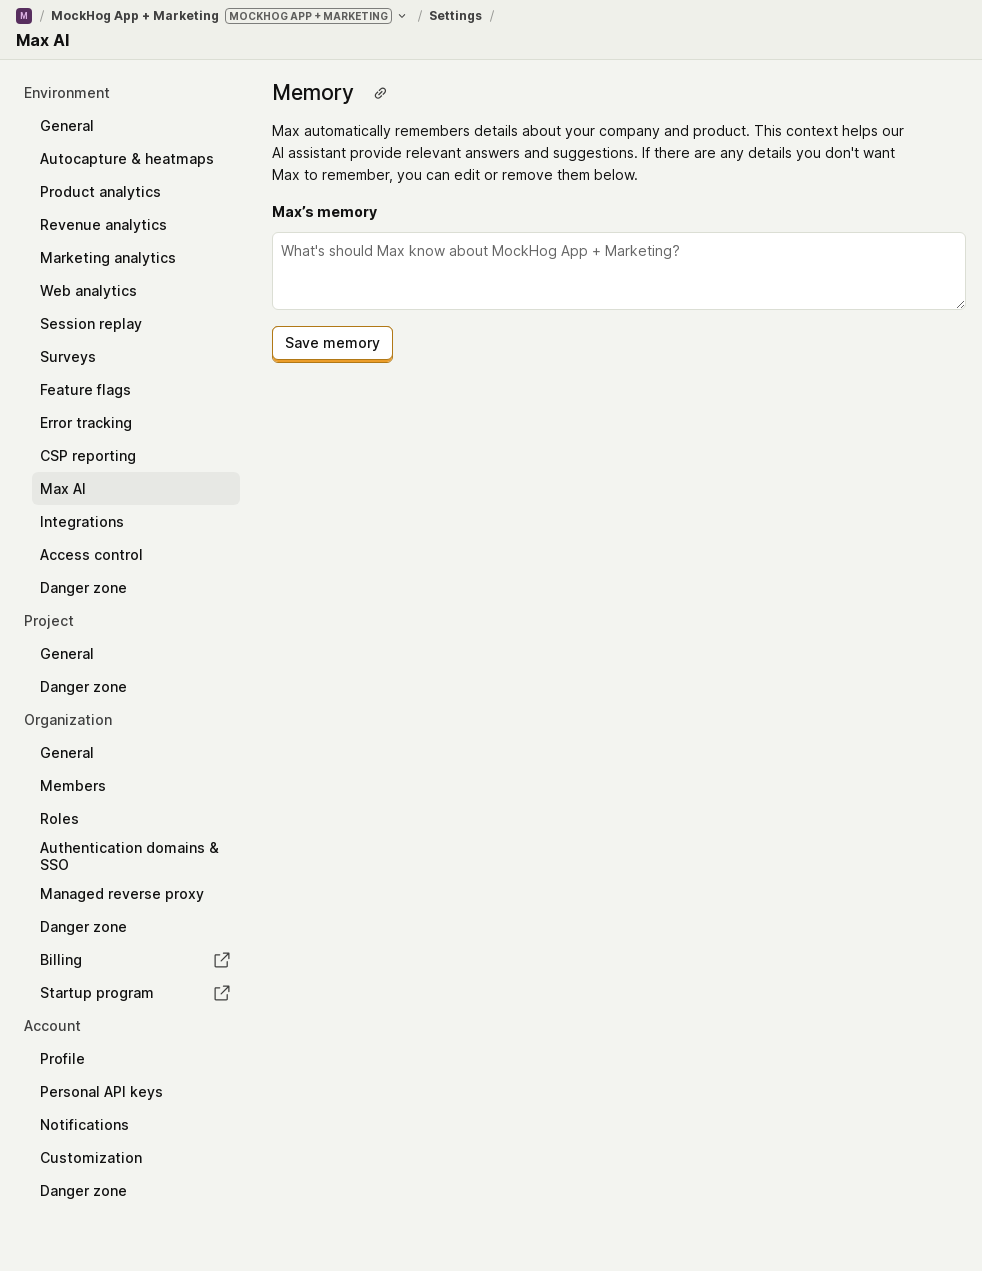 M / MockHog App + Marketing MOCKHOG APP + MARKETING / Settings /
Max AI
Environment
General
Autocapture & heatmaps
Product analytics
Revenue analytics
Marketing analytics
Web analytics
Session replay
Surveys
Feature flags
Error tracking
CSP reporting
Max AI
Integrations
Access control
Danger zone
Project
General
Danger zone
Organization
General
Members
Roles
Authentication domains &
SSO
Managed reverse proxy
Danger zone
Billing
Startup program
Account
Profile
Personal API keys
Notifications
Customization
Danger zone
Memory
Max automatically remembers details about your company and product. This context helps our
AI assistant provide relevant answers and suggestions. If there are any details you don't want
Max to remember, you can edit or remove them below.
Max’s memory
What's should Max know about MockHog App + Marketing?
Save memory